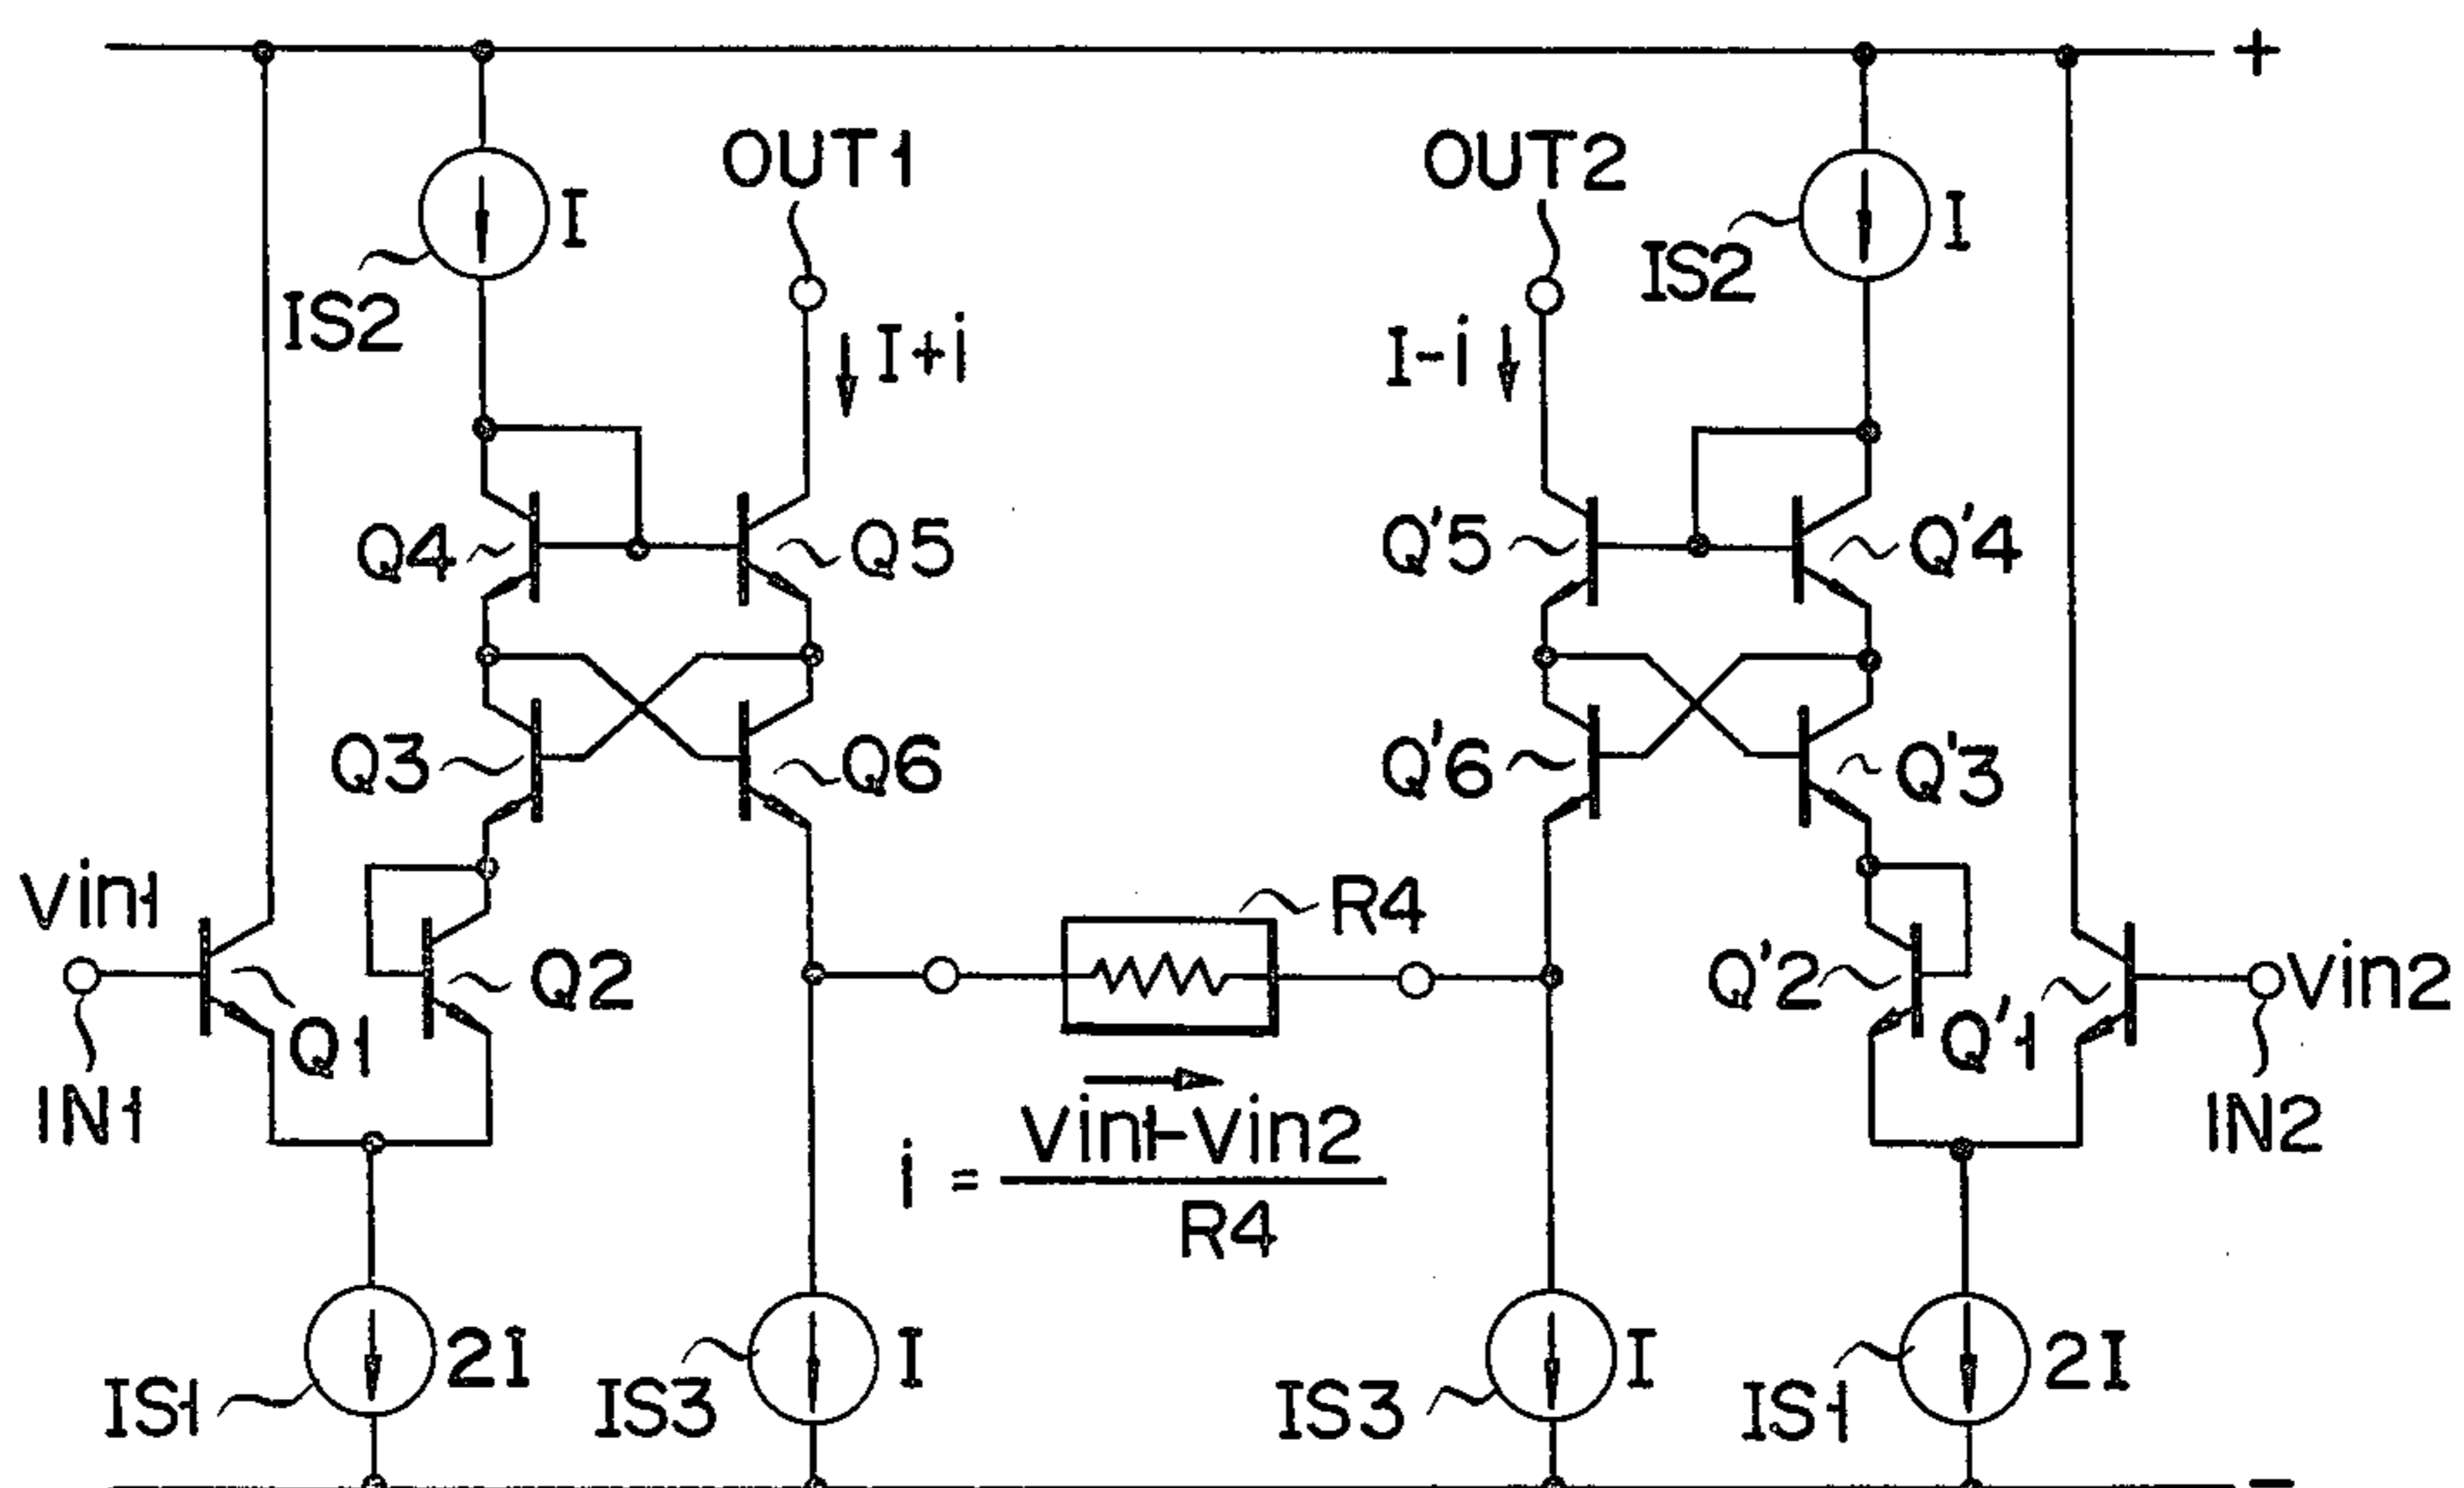 +
OUT1
OUT2
I
I
IS2
IS2
I+i
I-i
Q4
Q5
Q'5
Q'4
Q3
Q6
Q'6
Q'3
Vin1
R4
Q2
Q'2
Vin2
Q1
Q'1
IN1
IN2
i = Vin1-Vin2
R4
2I
I
I
2I
IS1
IS3
IS3
IS1
-